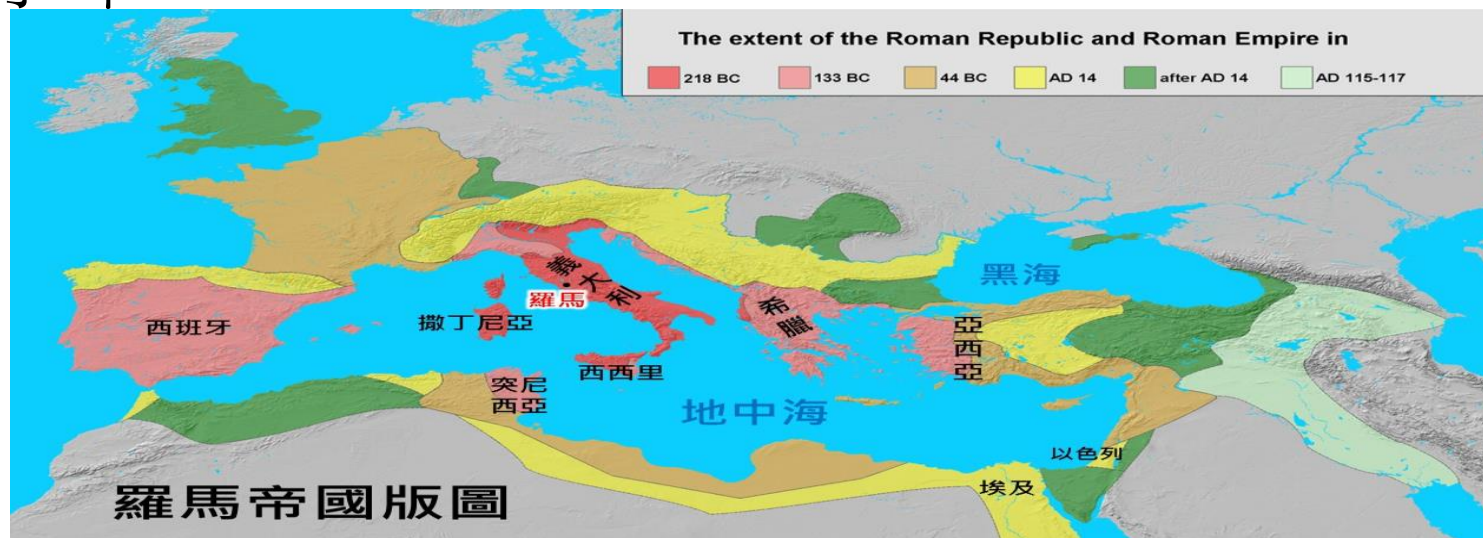 The extent of the Roman Republic and Roman Empire in
218 BC
133 BC
44 BC
AD 14
after AD 14
AD 115-117
黑海
義大利
羅馬
希臘
西班牙
撒丁尼亞
亞西亞
西西里
突尼
西亞
地中海
以色列
埃及
羅馬帝國版圖